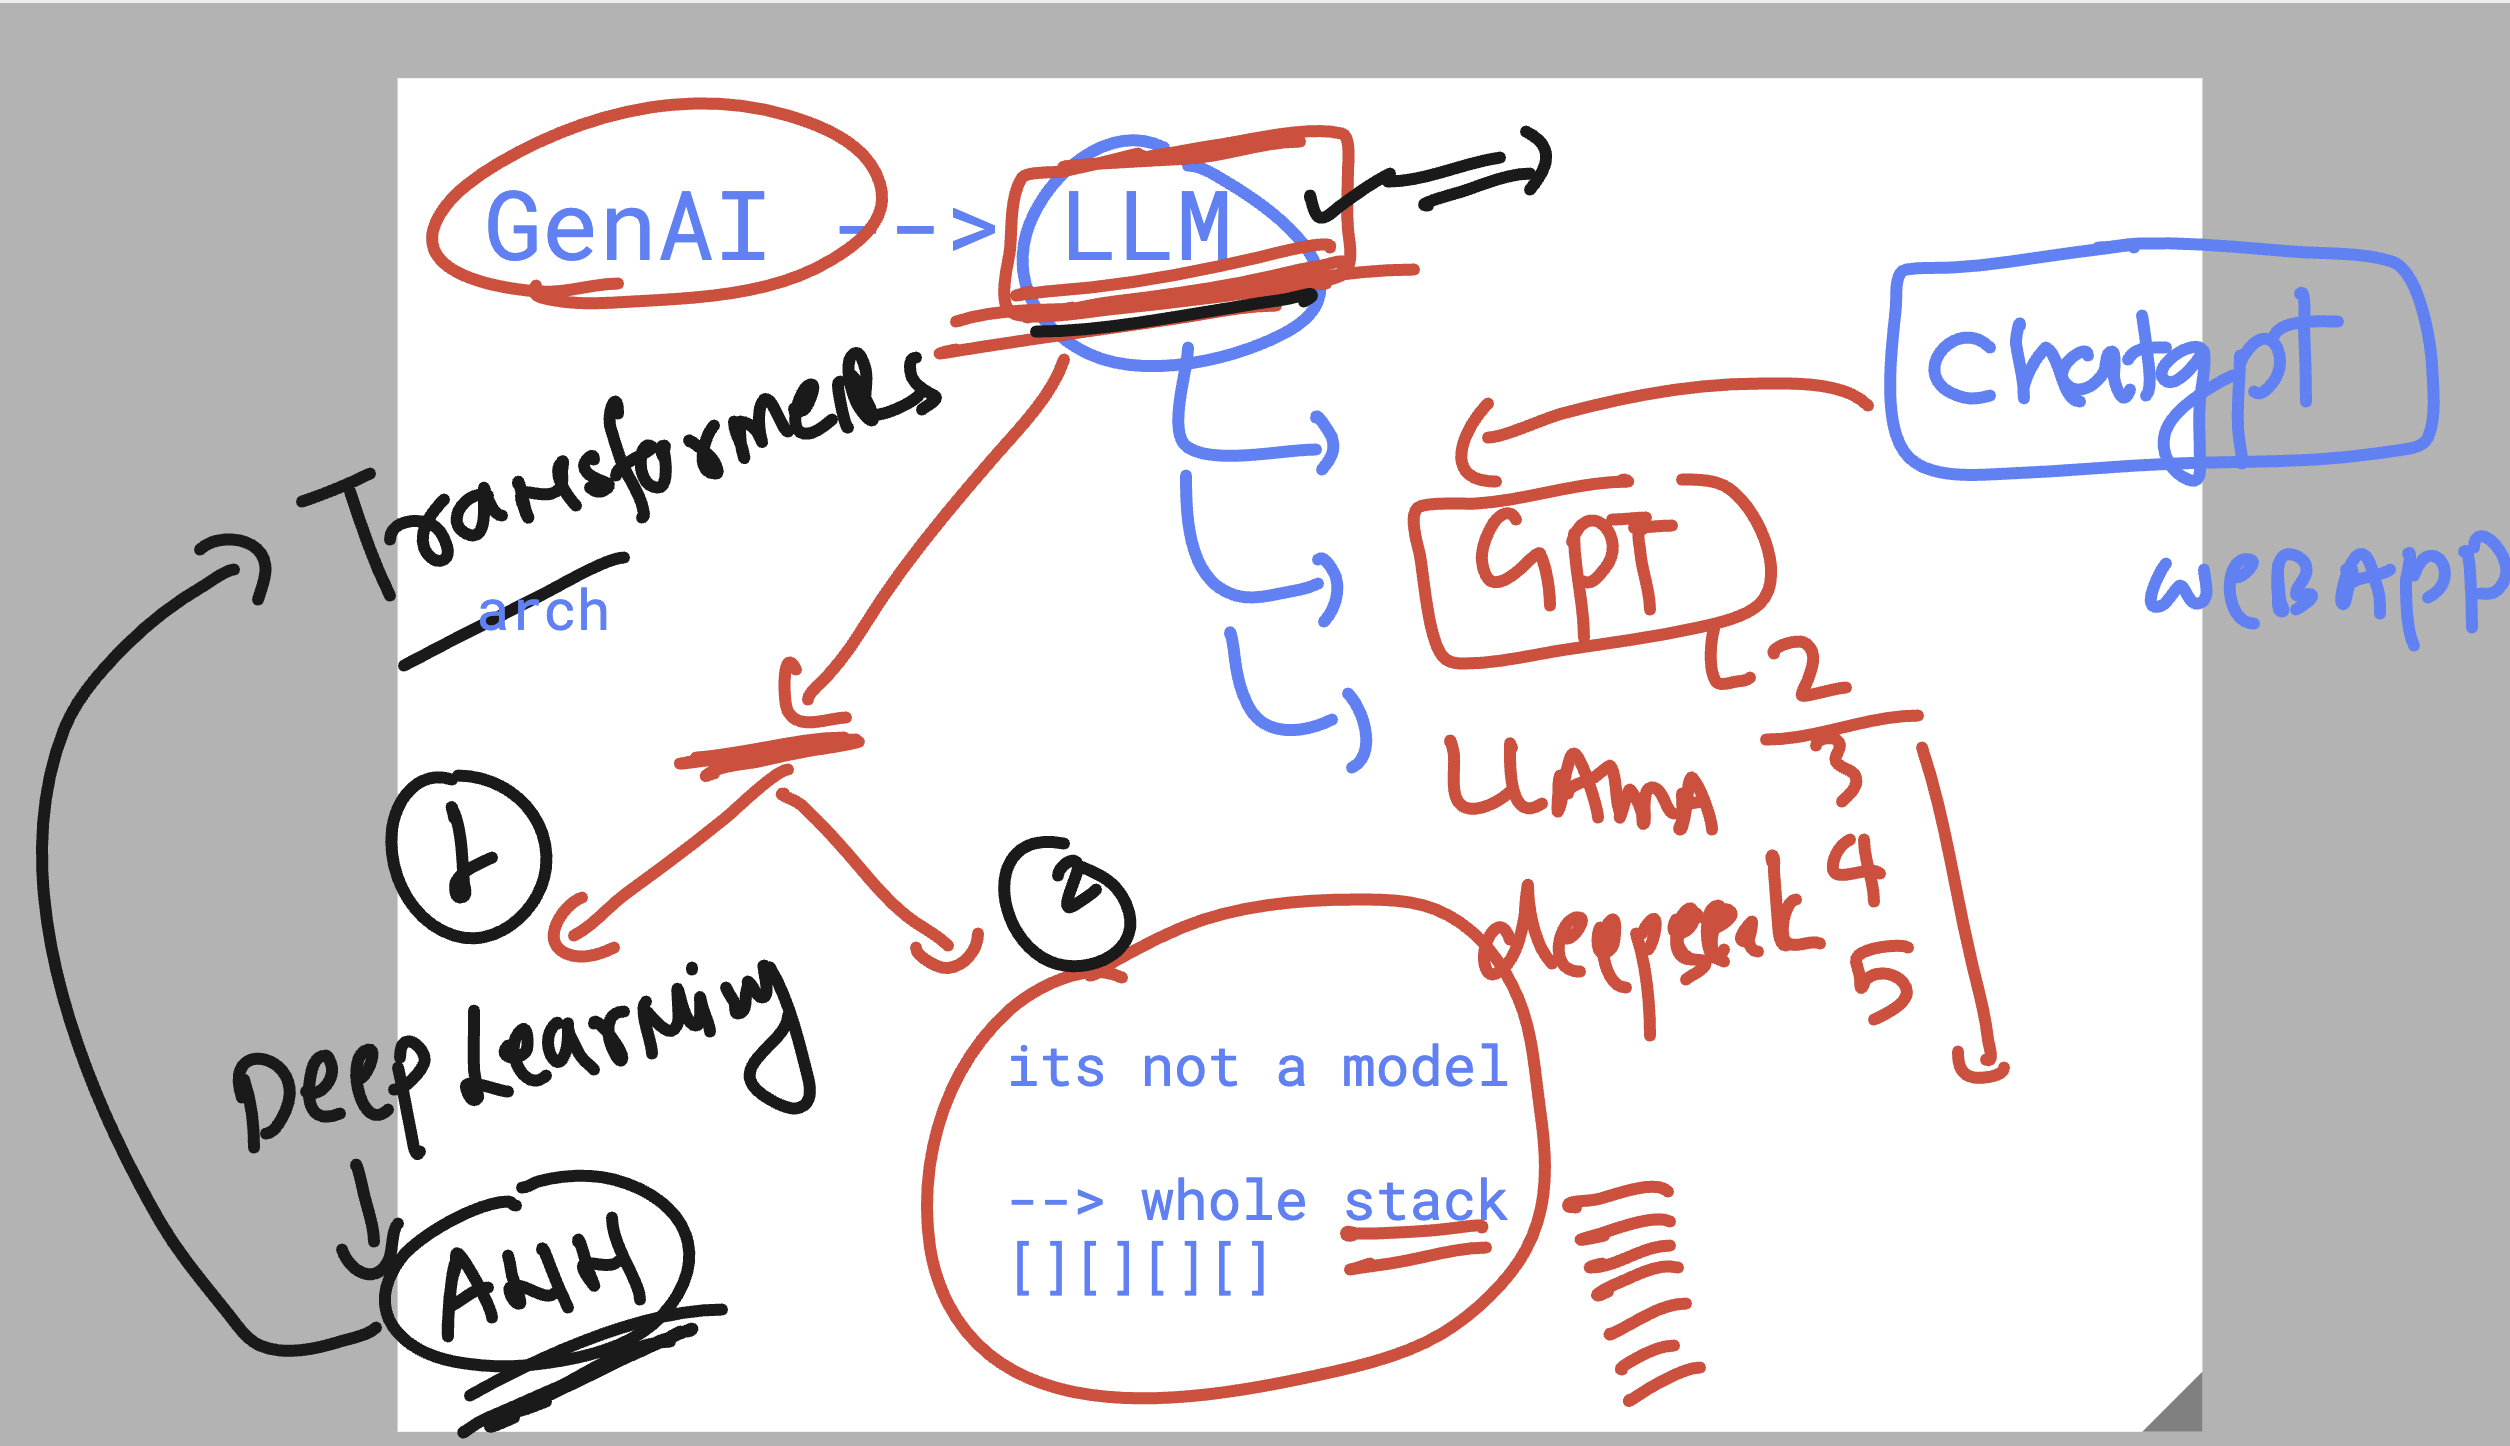 GenAI --> LLM
Chatgpt
Transformers
GPT
webapp
arch
2
LLAMA
3
1
2
4
deepseek
5
Deep Learning
its not a model
--> whole stack
[][][][]
ANN